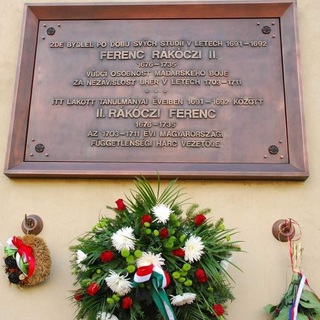 ZDE BYDLEL PO DOBU SVÝCH STUDIÍ V LETECH 1691-1692
FERENC RÁKÓCZI II.
1676-1735
VŮDČÍ OSOBNOST MAĎARSKÉHO BOJE
ZA NEZÁVISLOST UHER V LETECH 1703-1711
ITT LAKOTT TANULMÁNYAI ÉVEIBEN 1691-1692 KÖZÖTT
II. RÁKÓCZI FERENC
1676-1735
AZ 1703-1711 ÉVI MAGYARORSZÁGI
FÜGGETLENSÉGI HARC VEZETŐJE